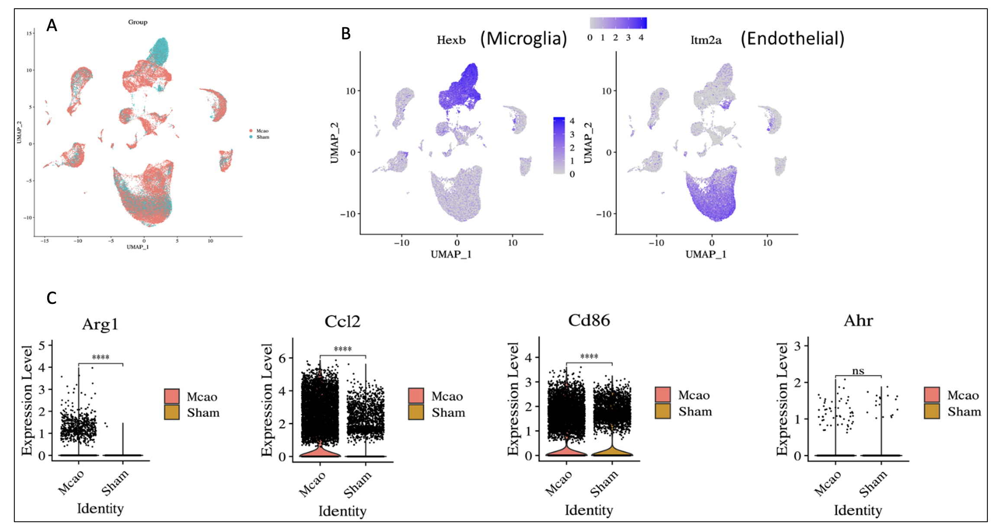 A
Group
15
10
5
0
−5
−10
UMAP_2
−15
−10
−5
0
5
10
UMAP_1
Mcao
Sham
B
Hexb (Microglia)
0 1 2 3 4
Itm2a (Endothelial)
10
0
−10
UMAP_2
−10
0
10
UMAP_1
4
3
2
1
0
10
0
−10
UMAP_2
−10
0
10
UMAP_1
C
Arg1
Expression Level
5
4
3
2
1
0
****
Mcao
Sham
Mcao
Sham
Identity
Ccl2
Expression Level
6
4
2
0
****
Mcao
Sham
Mcao
Sham
Identity
Cd86
Expression Level
4
3
2
1
0
****
Mcao
Sham
Mcao
Sham
Identity
Ahr
Expression Level
3
2
1
0
ns
Mcao
Sham
Mcao
Sham
Identity